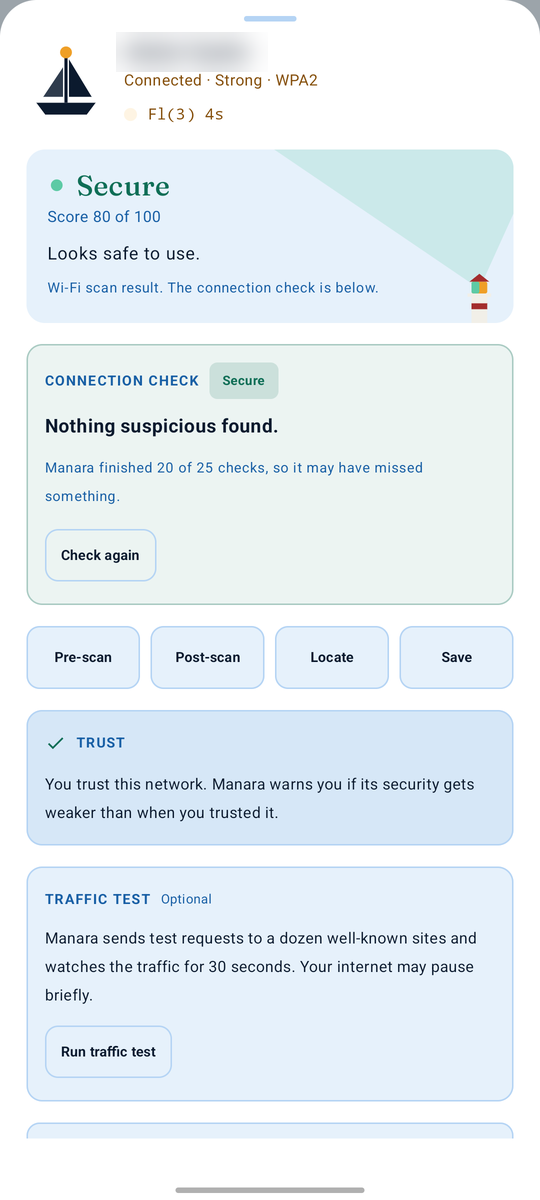 Connected · Strong · WPA2
Fl(3) 4s
Secure
Score 80 of 100
Looks safe to use.
Wi-Fi scan result. The connection check is below.
CONNECTION CHECK Secure
Nothing suspicious found.
Manara finished 20 of 25 checks, so it may have missed
something.
Check again
Pre-scan Post-scan Locate Save
TRUST
You trust this network. Manara warns you if its security gets
weaker than when you trusted it.
TRAFFIC TEST Optional
Manara sends test requests to a dozen well-known sites and
watches the traffic for 30 seconds. Your internet may pause
briefly.
Run traffic test